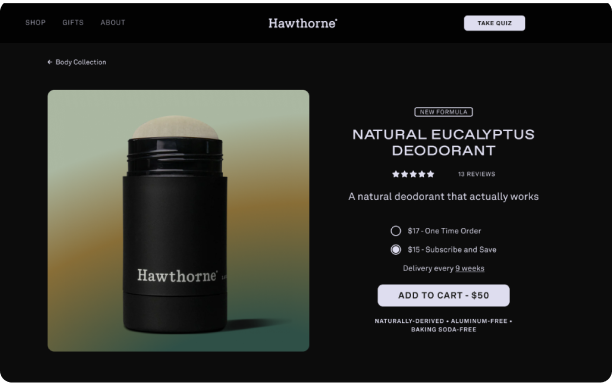 SHOP GIFTS ABOUT Hawthorne® TAKE QUIZ
← Body Collection
NEW FORMULA
NATURAL EUCALYPTUS
DEODORANT
★★★★★ 13 REVIEWS
A natural deodorant that actually works
$17 - One Time Order
$15 - Subscribe and Save
Delivery every 9 weeks
Hawthorne®
ADD TO CART - $50
NATURALLY-DERIVED • ALUMINUM-FREE •
BAKING SODA-FREE